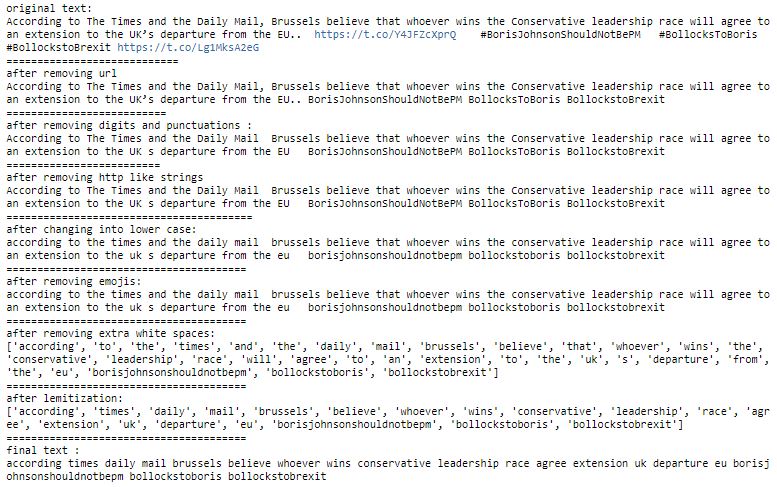 original text:
According to The Times and the Daily Mail, Brussels believe that whoever wins the Conservative leadership race will agree to
an extension to the UK’s departure from the EU..  https://t.co/Y4JFZcXprQ    #BorisJohnsonShouldNotBePM   #BollocksToBoris
#BollockstoBrexit https://t.co/Lg1MksA2eG
============================
after removing url
According to The Times and the Daily Mail, Brussels believe that whoever wins the Conservative leadership race will agree to
an extension to the UK’s departure from the EU.. BorisJohnsonShouldNotBePM BollocksToBoris BollockstoBrexit
==========================
after removing digits and punctuations :
According to The Times and the Daily Mail  Brussels believe that whoever wins the Conservative leadership race will agree to
an extension to the UK s departure from the EU   BorisJohnsonShouldNotBePM BollocksToBoris BollockstoBrexit
=========================
after removing http like strings
According to The Times and the Daily Mail  Brussels believe that whoever wins the Conservative leadership race will agree to
an extension to the UK s departure from the EU   BorisJohnsonShouldNotBePM BollocksToBoris BollockstoBrexit
========================================
after changing into lower case:
according to the times and the daily mail  brussels believe that whoever wins the conservative leadership race will agree to
an extension to the uk s departure from the eu   borisjohnsonshouldnotbepm bollockstoboris bollockstobrexit
=======================================
after removing emojis:
according to the times and the daily mail  brussels believe that whoever wins the conservative leadership race will agree to
an extension to the uk s departure from the eu   borisjohnsonshouldnotbepm bollockstoboris bollockstobrexit
=======================================
after removing extra white spaces:
['according', 'to', 'the', 'times', 'and', 'the', 'daily', 'mail', 'brussels', 'believe', 'that', 'whoever', 'wins', 'the',
'conservative', 'leadership', 'race', 'will', 'agree', 'to', 'an', 'extension', 'to', 'the', 'uk', 's', 'departure', 'from',
'the', 'eu', 'borisjohnsonshouldnotbepm', 'bollockstoboris', 'bollockstobrexit']
=======================================
after lemitization:
['according', 'times', 'daily', 'mail', 'brussels', 'believe', 'whoever', 'wins', 'conservative', 'leadership', 'race', 'agr
ee', 'extension', 'uk', 'departure', 'eu', 'borisjohnsonshouldnotbepm', 'bollockstoboris', 'bollockstobrexit']
=======================================
final text :
according times daily mail brussels believe whoever wins conservative leadership race agree extension uk departure eu borisj
ohnsonshouldnotbepm bollockstoboris bollockstobrexit